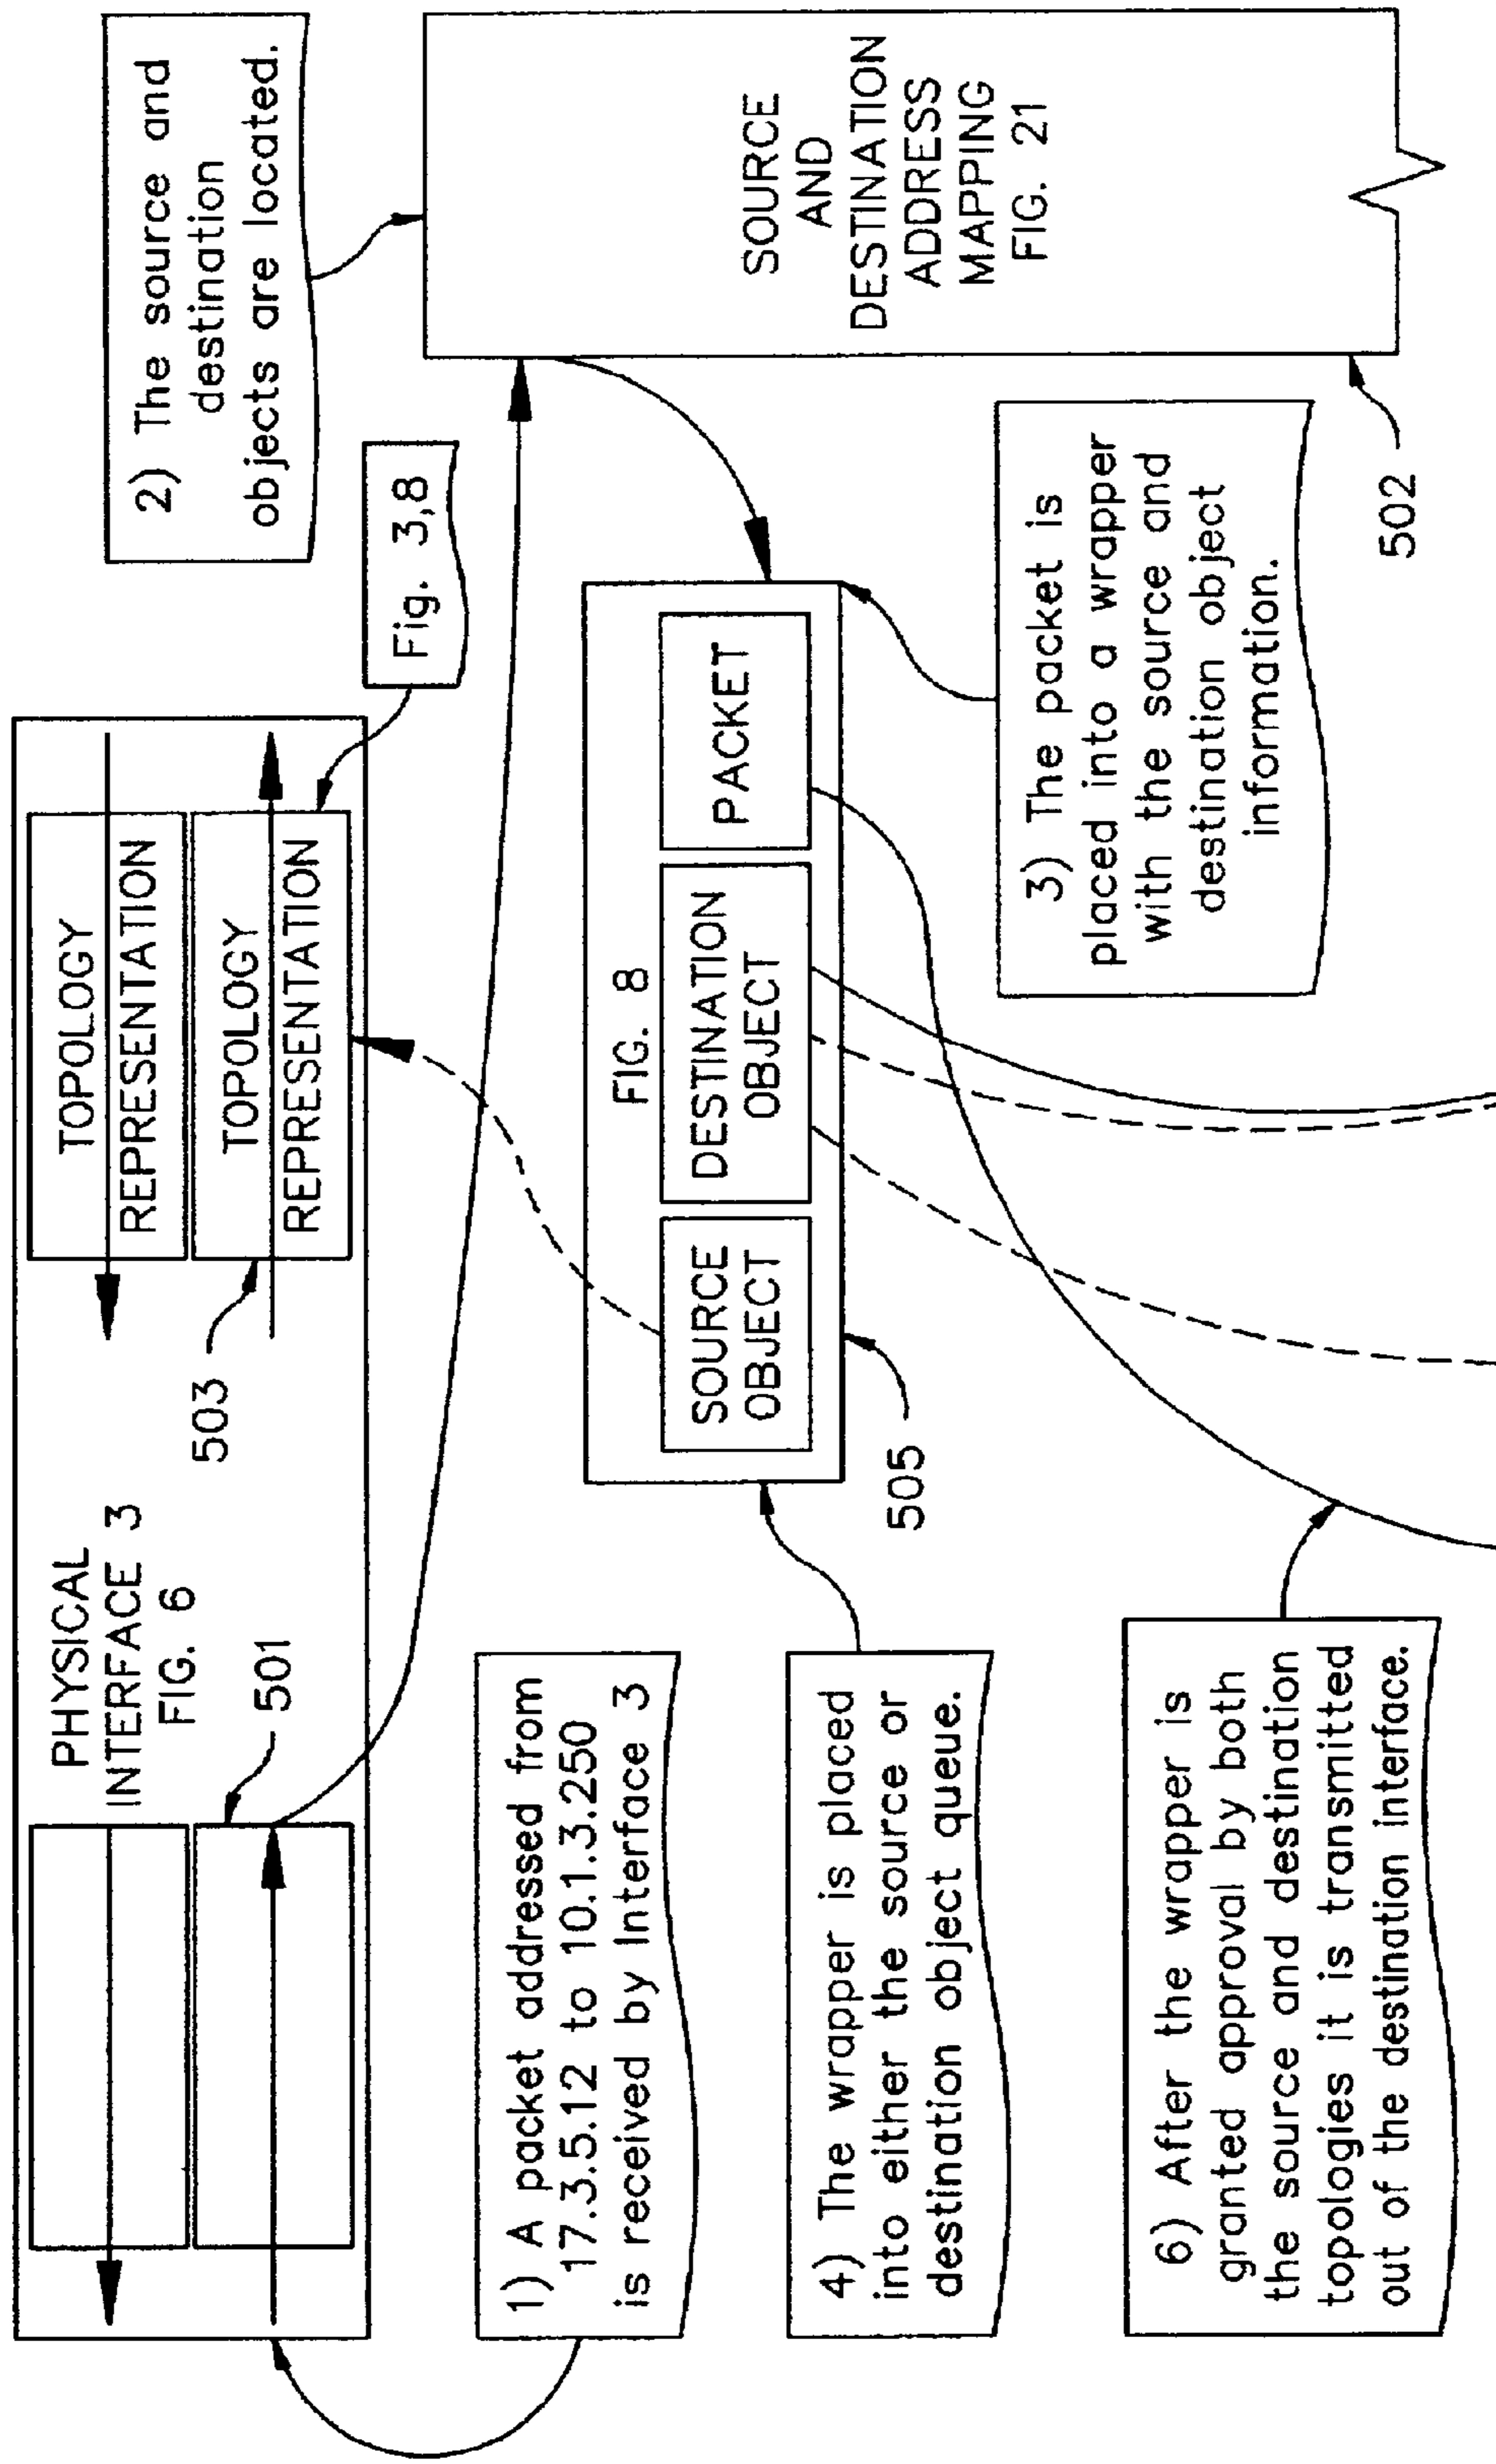 PHYSICAL
INTERFACE 3
FIG. 6
501
503
TOPOLOGY
REPRESENTATION
TOPOLOGY
REPRESENTATION
Fig. 3,8
2) The source and
destination
objects are located.
1) A packet addressed from
17.3.5.12 to 10.1.3.250
is received by Interface 3
FIG. 8
SOURCE
OBJECT
DESTINATION
OBJECT
PACKET
505
SOURCE
AND
DESTINATION
ADDRESS
MAPPING
FIG. 21
502
4) The wrapper is placed
into either the source or
destination object queue.
3) The packet is
placed into a wrapper
with the source and
destination object
information.
6) After the wrapper is
granted approval by both
the source and destination
topologies it is transmitted
out of the destination interface.